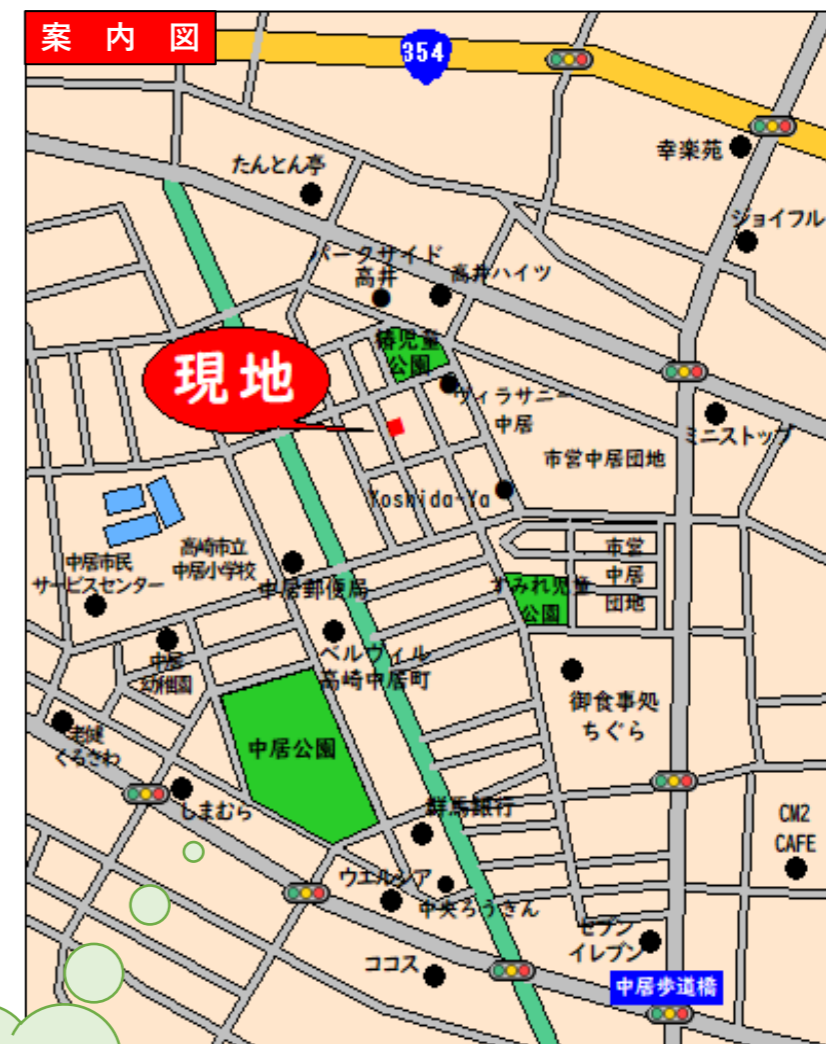 案内図
354
幸楽苑
たんとん亭
ジョイフル
パークサイド
高井
高井ハイツ
椿児童
公園
現地
ヴィラサニー
中居
ミニストップ
市営中居団地
Yoshida-Ya
高崎市立
中居小学校
市営
中居
団地
中居市民
サービスセンター
中居郵便局
すみれ児童
公園
中居
幼稚園
ベルヴィル
高崎中居町
御食事処
ちぐら
老健
くろさわ
中居公園
しまむら
群馬銀行
CM2
CAFE
ウエルシア
中央ろうきん
セブン
イレブン
ココス
中居歩道橋